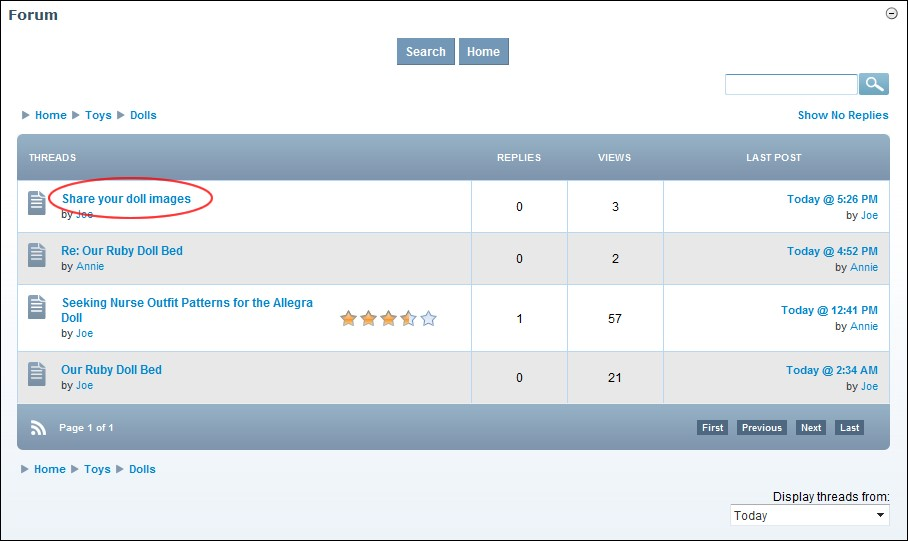 Forum
Search Home
Home Toys Dolls Show No Replies
THREADS REPLIES VIEWS LAST POST
Share your doll images 0 3 Today @ 5:26 PM
by Joe by Joe
Re: Our Ruby Doll Bed 0 2 Today @ 4:52 PM
by Annie by Annie
Seeking Nurse Outfit Patterns for the Allegra
Doll 1 57 Today @ 12:41 PM
by Joe by Annie
Our Ruby Doll Bed 0 21 Today @ 2:34 AM
by Joe by Joe
Page 1 of 1 First Previous Next Last
Home Toys Dolls
Display threads from:
Today